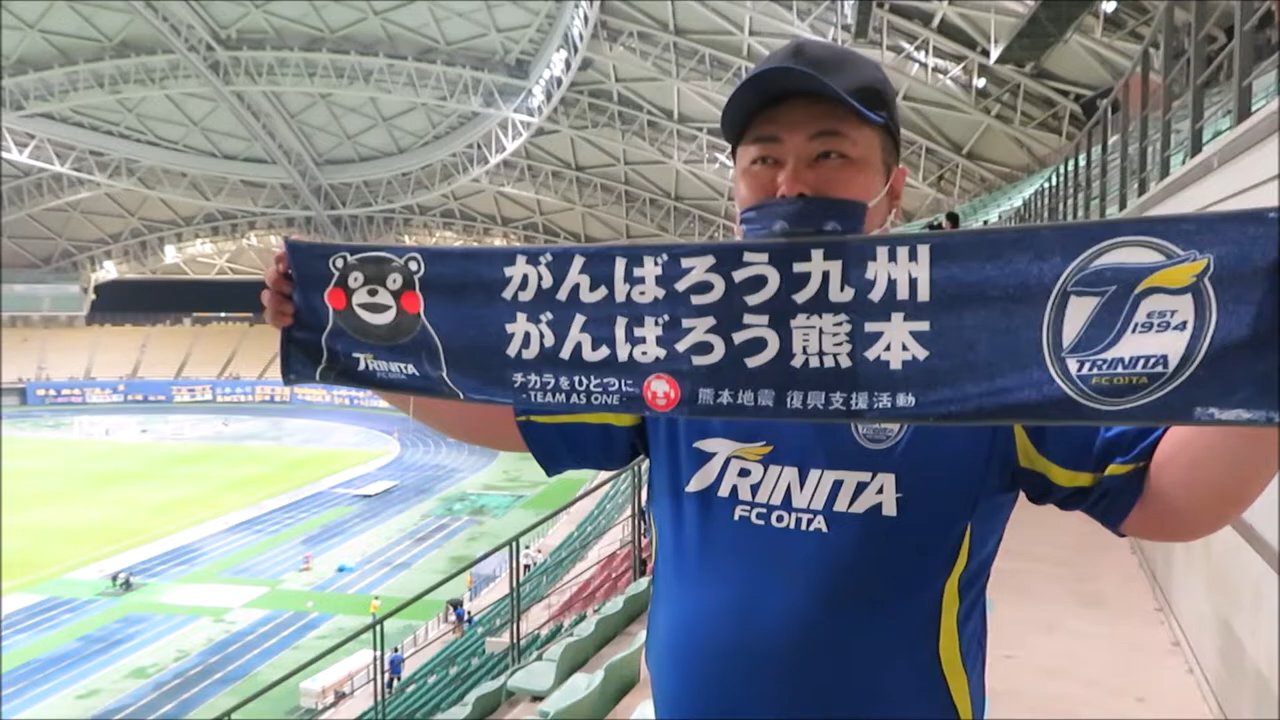 がんばろう九州
がんばろう熊本
チカラをひとつに
- TEAM AS ONE -
熊本地震 復興支援活動
TRINITA
FC OITA
EST
1994
TRINITA
FC OITA
TRINITA
TRINITA
FC OITA